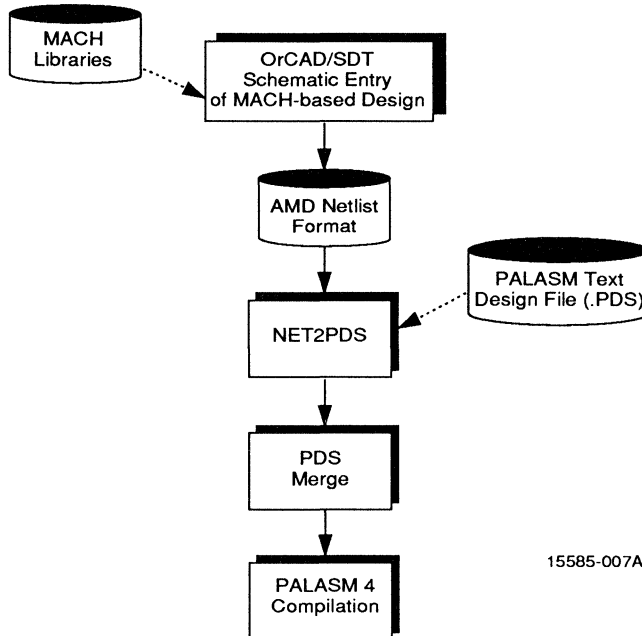 MACH
Libraries
OrCAD/SDT
Schematic Entry
of MACH-based Design
AMD Netlist
Format
PALASM Text
Design File (.PDS)
NET2PDS
PDS
Merge
15585-007A
PALASM 4
Compilation